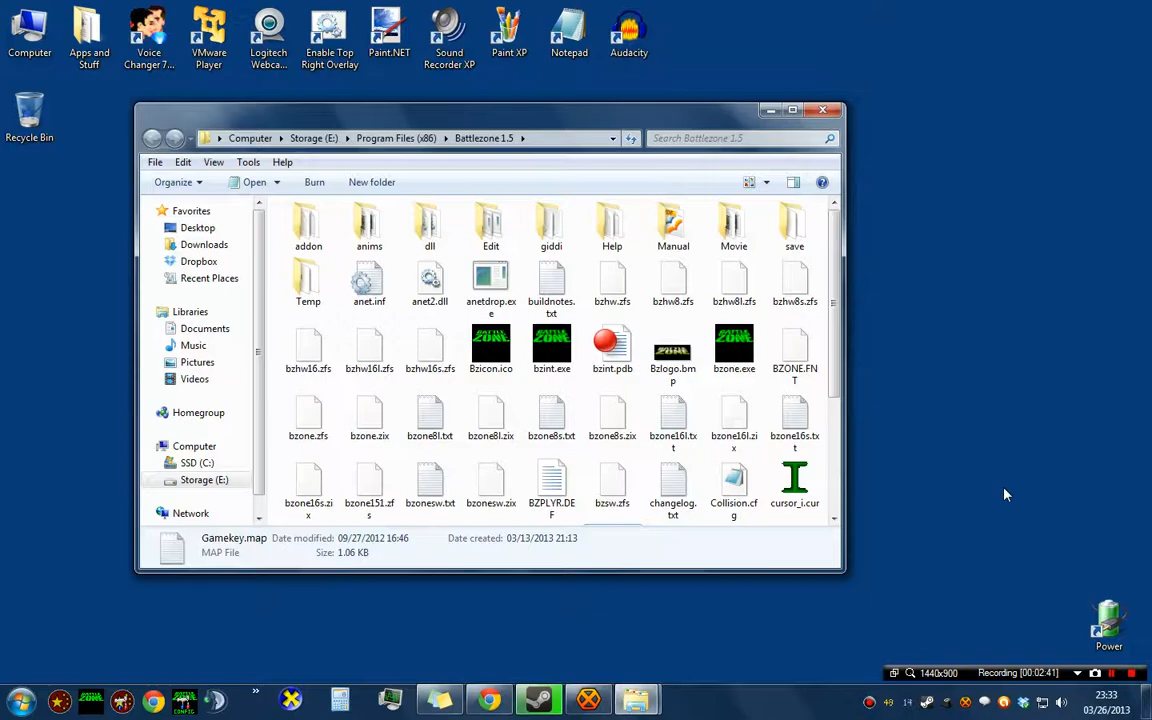 Computer
Apps and Stuff
Voice Changer 7...
VMware Player
Logitech Webca...
Enable Top Right Overlay
Paint.NET
Sound Recorder XP
Paint XP
Notepad
Audacity
Recycle Bin
Computer Storage (E:) Program Files (x86) Battlezone 1.5
Search Battlezone 1.5
File Edit View Tools Help
Organize Open Burn New folder
Favorites
Desktop
Downloads
Dropbox
Recent Places
Libraries
Documents
Music
Pictures
Videos
Homegroup
Computer
SSD (C:)
Storage (E:)
Network
addon anims dll Edit giddi Help Manual Movie save
Temp anet.inf anet2.dll anetdrop.exe buildnotes.txt bzhw.zfs bzhw8.zfs bzhw8l.zfs bzhw8s.zfs
bzhw16.zfs bzhw16l.zfs bzhw16s.zfs Bzicon.ico bzint.exe bzint.pdb Bzlogo.bmp bzone.exe BZONE.FNT
bzone.zfs bzone.zix bzone8l.txt bzone8l.zix bzone8s.txt bzone8s.zix bzone16l.txt bzone16l.zix bzone16s.txt
bzone16s.zix bzone151.zfs bzonesw.txt bzonesw.zix BZPLYR.DEF bzsw.zfs changelog.txt Collision.cfg cursor_i.cur
Gamekey.map Date modified: 09/27/2012 16:46 Date created: 03/13/2013 21:13
MAP File Size: 1.06 KB
Power
1440x900 Recording [00:02:41]
CONFIG
23:33
03/26/2013